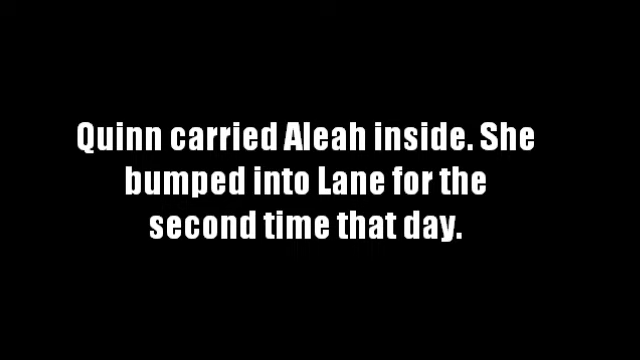 Quinn carried Aleah inside. She
bumped into Lane for the
second time that day.